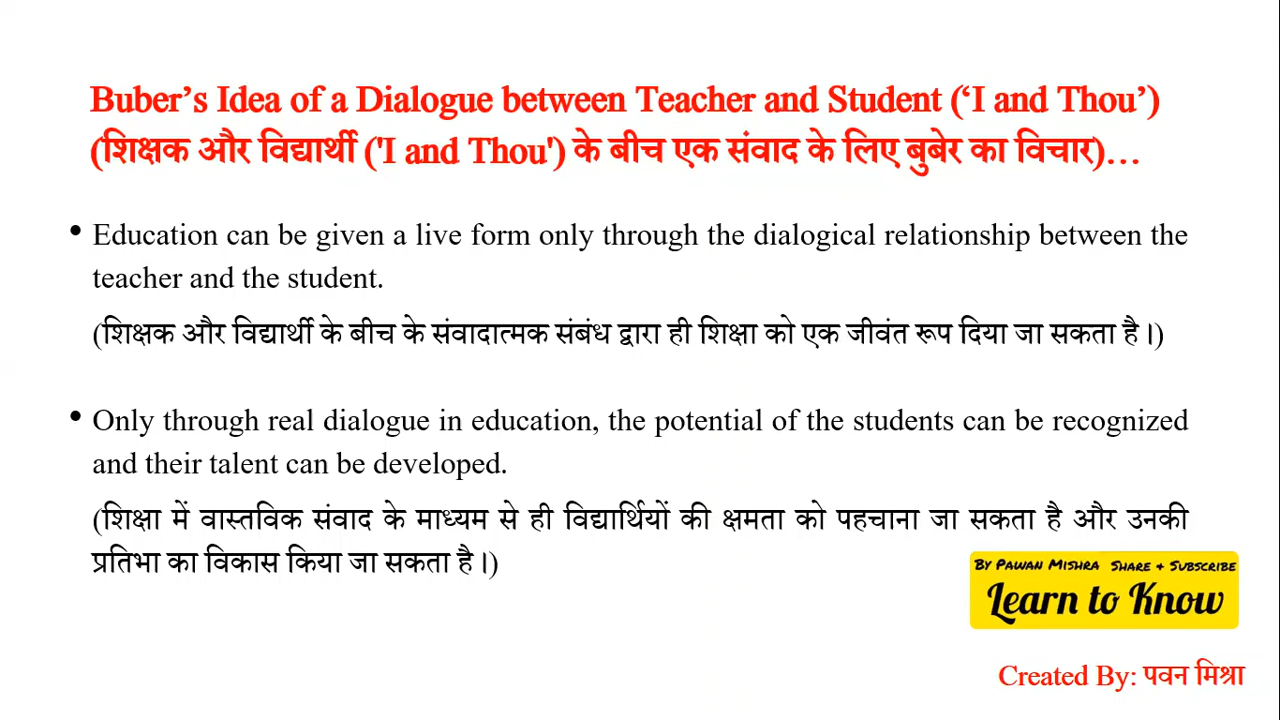 Buber’s Idea of a Dialogue between Teacher and Student (‘I and Thou’)
(शिक्षक और विद्यार्थी ('I and Thou') के बीच एक संवाद के लिए बुबेर का विचार)…
• Education can be given a live form only through the dialogical relationship between the
teacher and the student.
(शिक्षक और विद्यार्थी के बीच के संवादात्मक संबंध द्वारा ही शिक्षा को एक जीवंत रूप दिया जा सकता है।)
• Only through real dialogue in education, the potential of the students can be recognized
and their talent can be developed.
(शिक्षा में वास्तविक संवाद के माध्यम से ही विद्यार्थियों की क्षमता को पहचाना जा सकता है और उनकी
प्रतिभा का विकास किया जा सकता है।)
By Pawan Mishra Share + Subscribe
Learn to Know
Created By: पवन मिश्रा